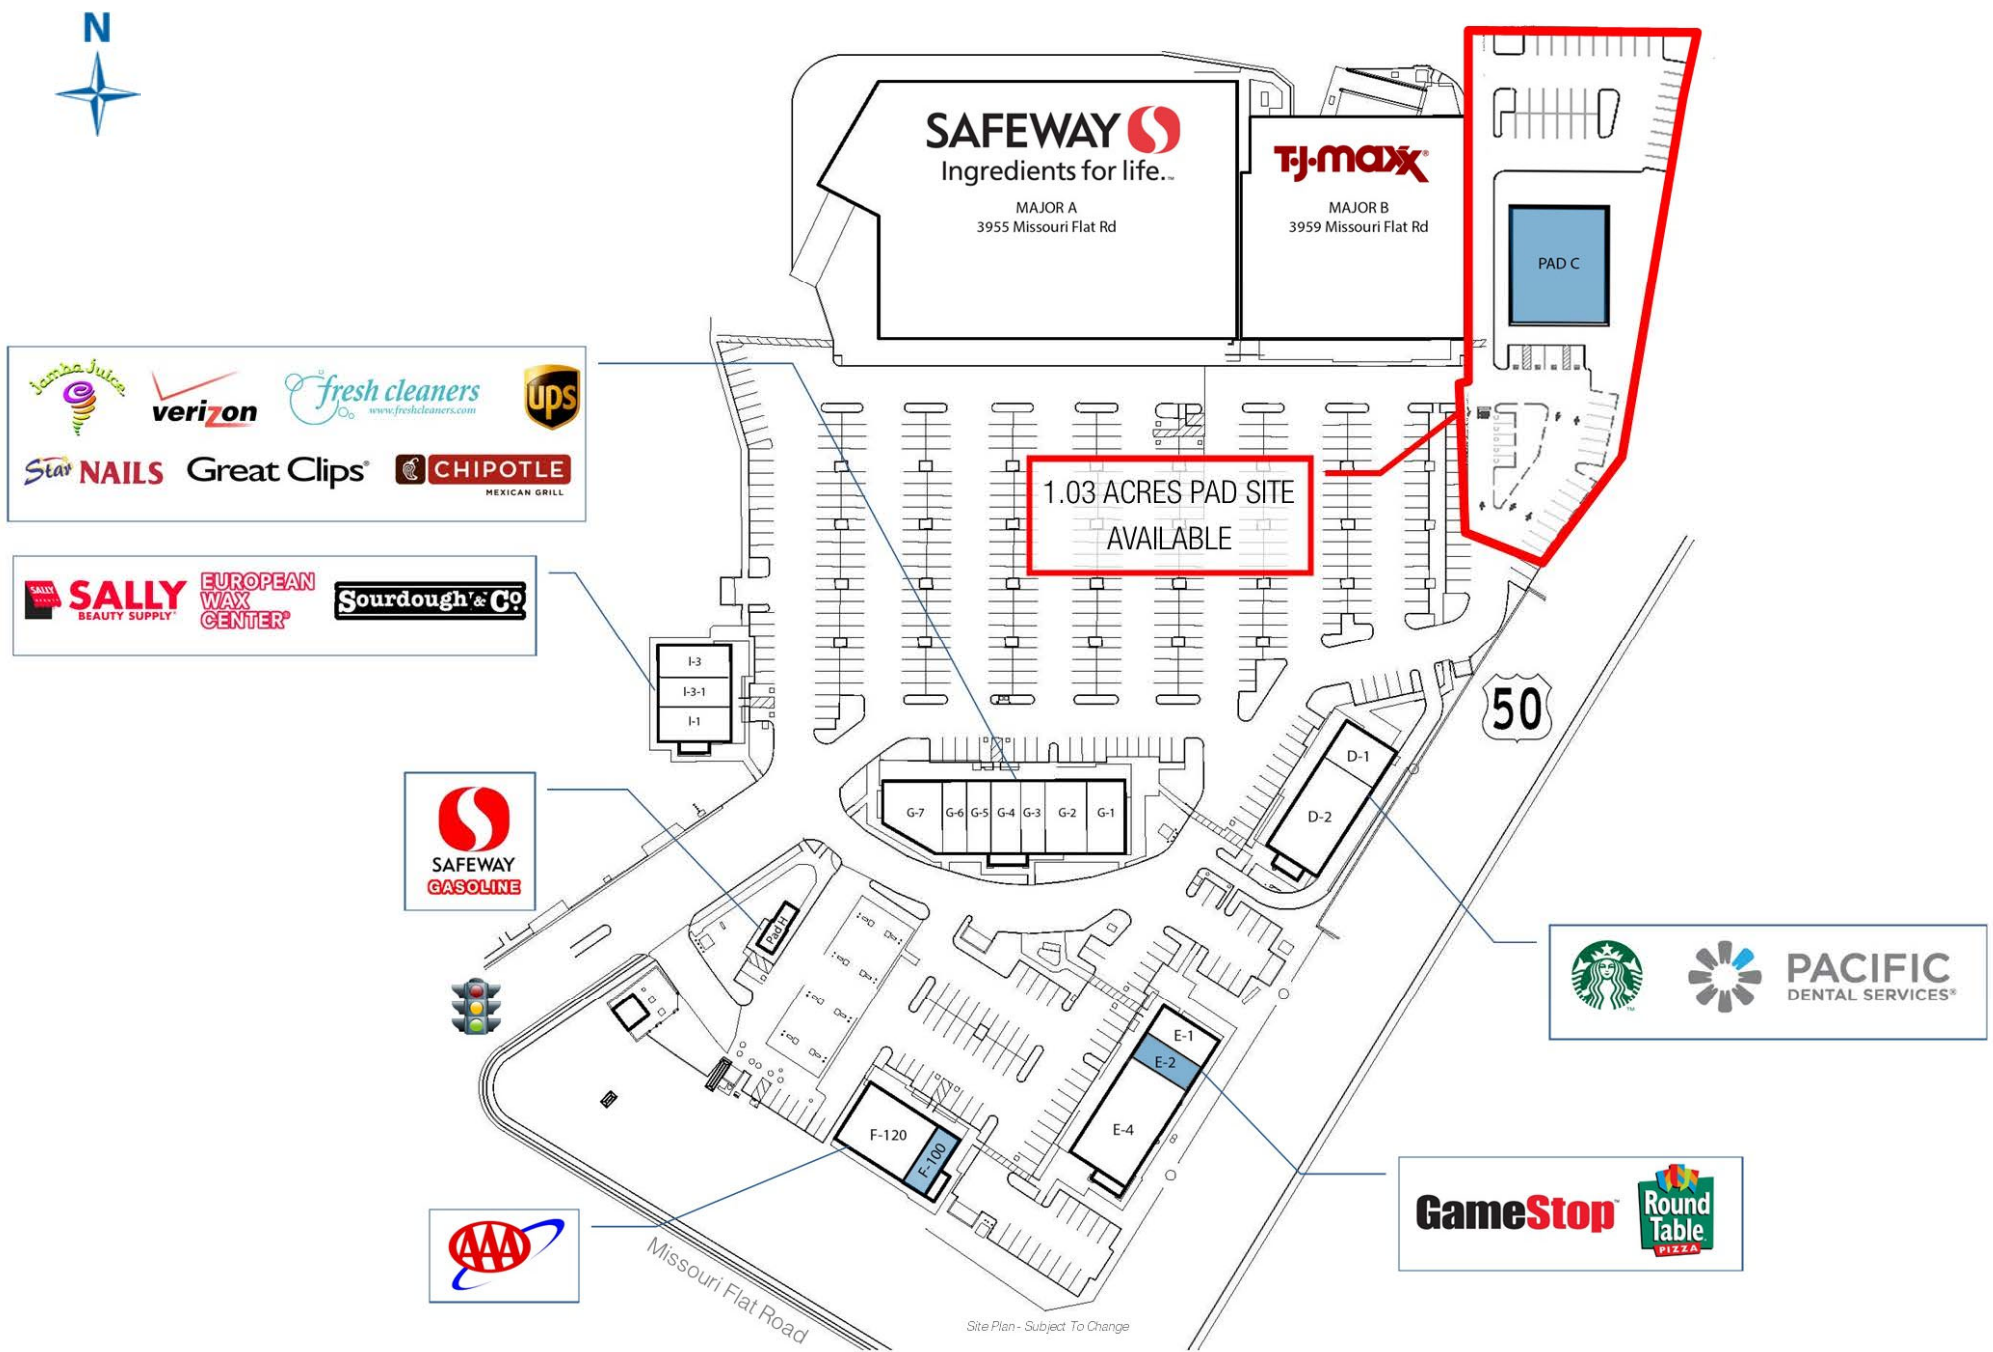 N
SAFEWAY
Ingredients for life.™
MAJOR A
3955 Missouri Flat Rd
T·J·maxx®
MAJOR B
3959 Missouri Flat Rd
PAD C
1.03 ACRES PAD SITE
AVAILABLE
Jamba Juice
verizon
fresh cleaners
www.freshcleaners.com
ups
Star NAILS
Great Clips®
CHIPOTLE
MEXICAN GRILL
SALLY
SALLY
BEAUTY SUPPLY
EUROPEAN
WAX
CENTER®
Sourdough & Co
I-3
I-3-1
I-1
50
D-1
D-2
G-7
G-6
G-5
G-4
G-3
G-2
G-1
SAFEWAY
GASOLINE
Pad H
PACIFIC
DENTAL SERVICES®
E-1
E-2
E-4
F-120
F-100
GameStop™
Round
Table
PIZZA
AAA
Missouri Flat Road
Site Plan - Subject To Change